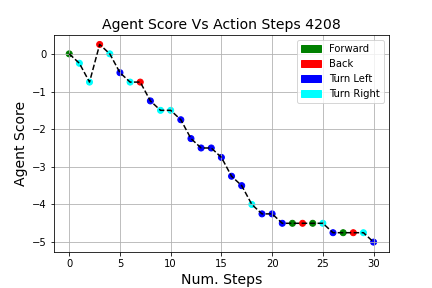 Agent Score Vs Action Steps 4208
Forward
Back
Turn Left
Turn Right
Agent Score
0
−1
−2
−3
−4
−5
0 5 10 15 20 25 30
Num. Steps